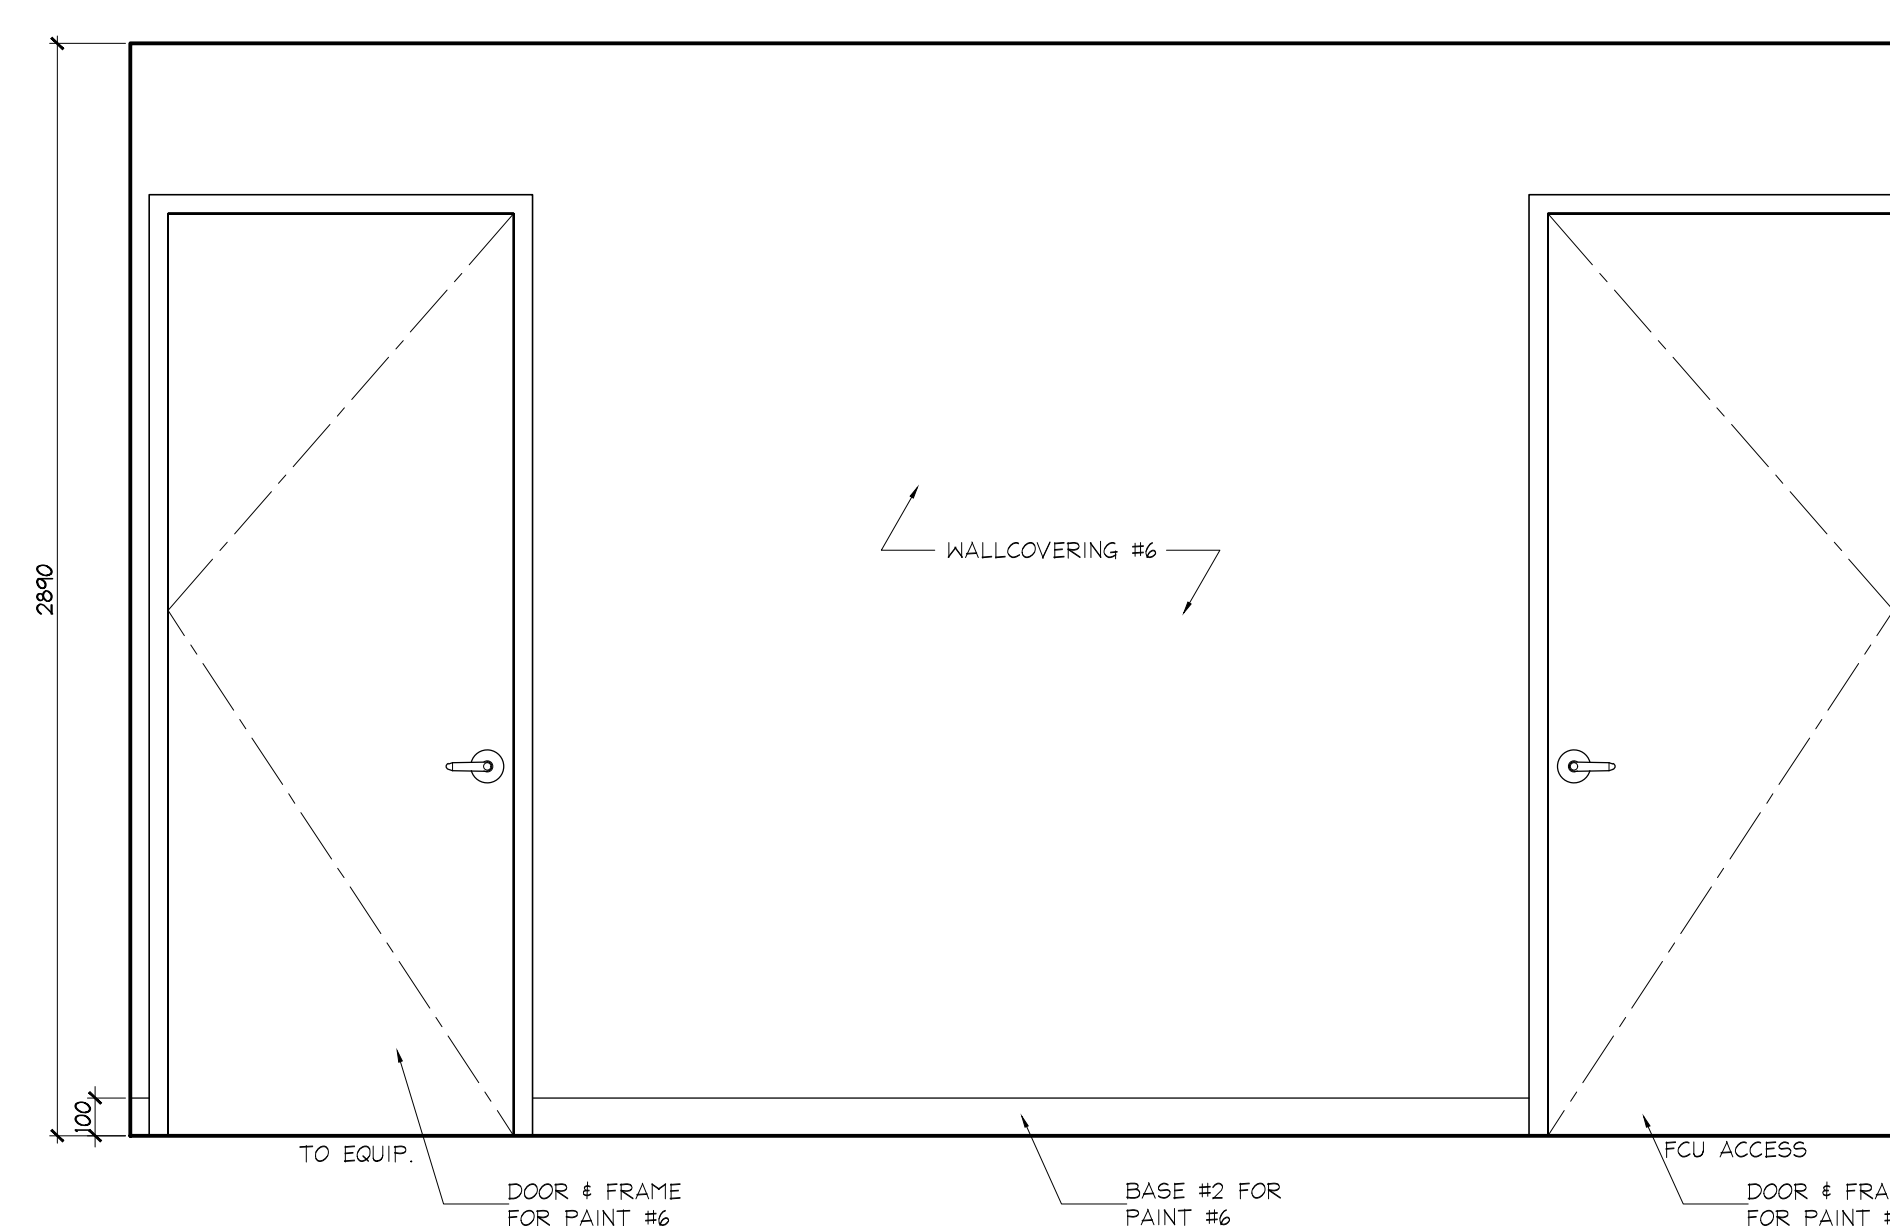 2890
WALLCOVERING #6
100
TO EQUIP.
FCU ACCESS
DOOR & FRAME
FOR PAINT #6
BASE #2 FOR
PAINT #6
DOOR & FRA
FOR PAINT #